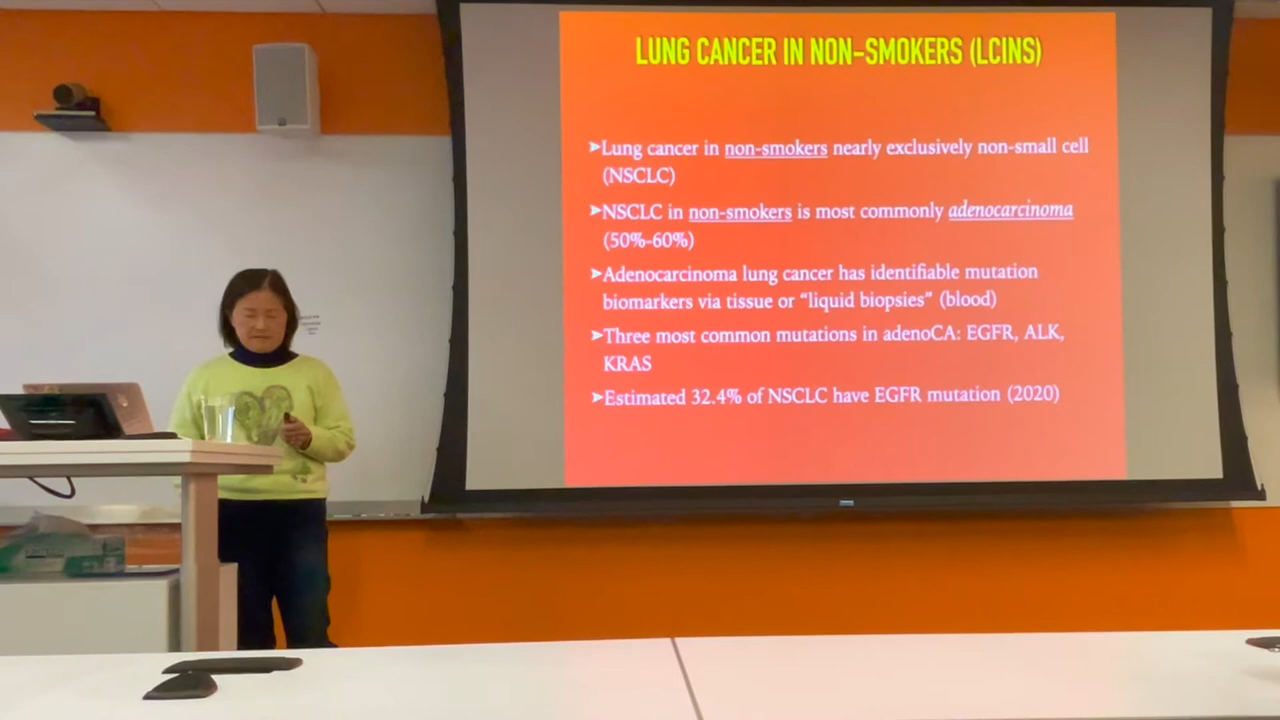 LUNG CANCER IN NON-SMOKERS (LCINS)
➤Lung cancer in non-smokers nearly exclusively non-small cell
(NSCLC)
➤NSCLC in non-smokers is most commonly adenocarcinoma
(50%-60%)
➤Adenocarcinoma lung cancer has identifiable mutation
biomarkers via tissue or “liquid biopsies” (blood)
➤Three most common mutations in adenoCA: EGFR, ALK,
KRAS
➤Estimated 32.4% of NSCLC have EGFR mutation (2020)